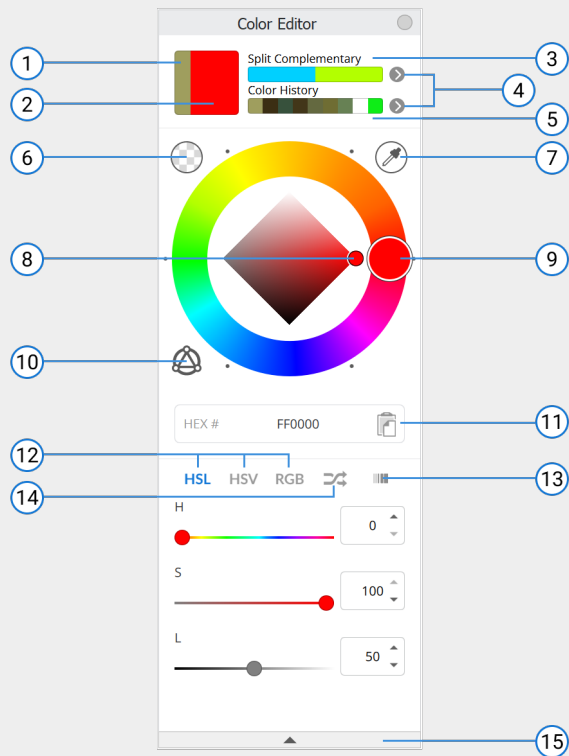 Color Editor
1
Split Complementary
3
2
Color History
4
5
6
7
8
9
10
HEX #
FF0000
11
12
HSL
HSV
RGB
13
14
H
0
S
100
L
50
15